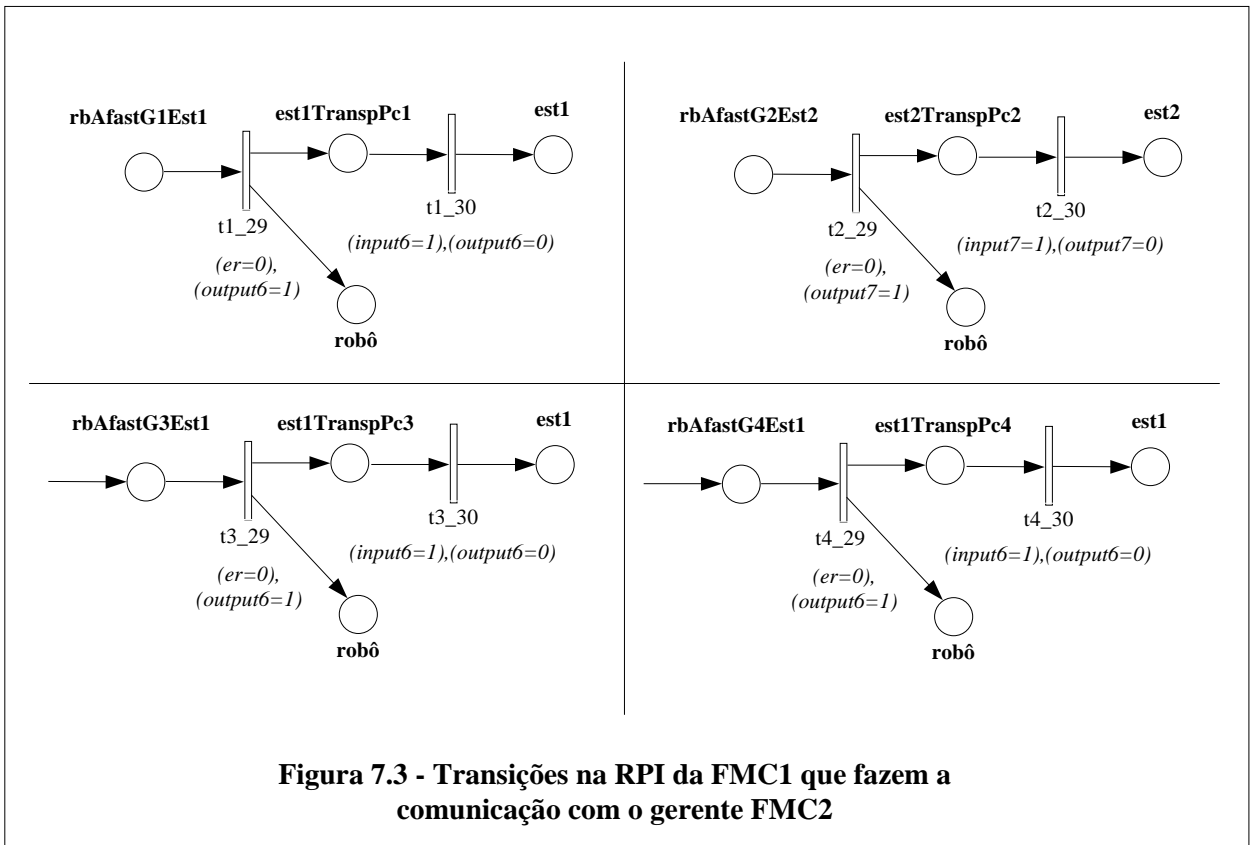 rbAfastG1Est1
est1TranspPc1
est1
t1_29
t1_30
(input6=1),(output6=0)
(er=0),
(output6=1)
robô
rbAfastG2Est2
est2TranspPc2
est2
t2_29
t2_30
(input7=1),(output7=0)
(er=0),
(output7=1)
robô
rbAfastG3Est1
est1TranspPc3
est1
t3_29
t3_30
(input6=1),(output6=0)
(er=0),
(output6=1)
robô
rbAfastG4Est1
est1TranspPc4
est1
t4_29
t4_30
(input6=1),(output6=0)
(er=0),
(output6=1)
robô
Figura 7.3 - Transições na RPI da FMC1 que fazem a
comunicação com o gerente FMC2